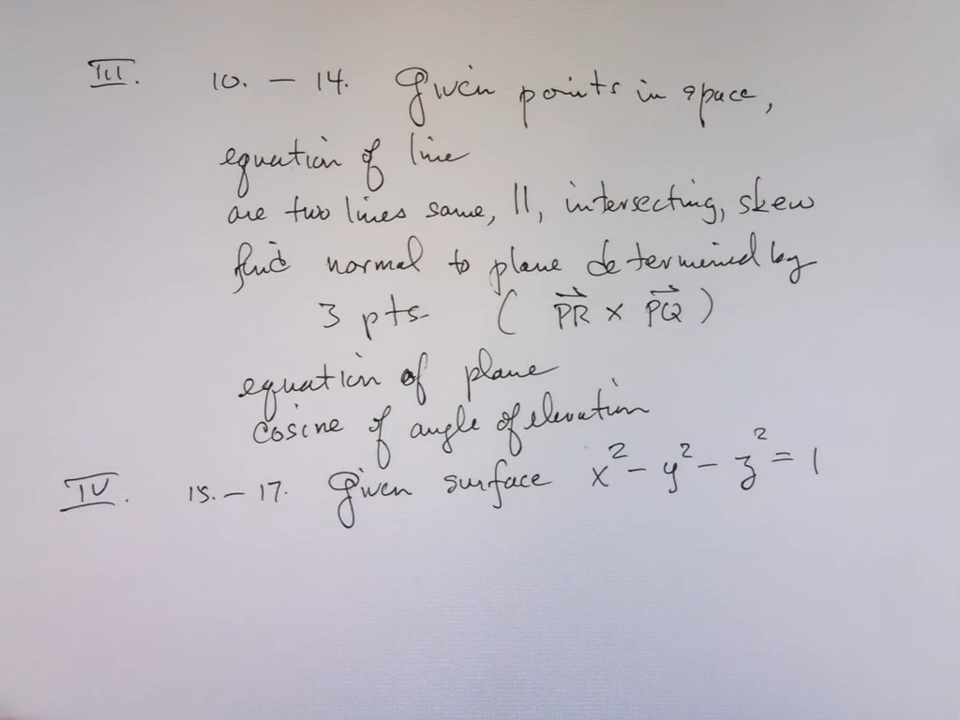 III. 10. – 14. Given points in space,
equation of line
are two lines same, ||, intersecting, skew
find normal to plane determined by
3 pts. ( PR⃗ × PQ⃗ )
equation of plane
cosine of angle of elevation
IV. 15. – 17. Given surface x² – y² – z² = 1